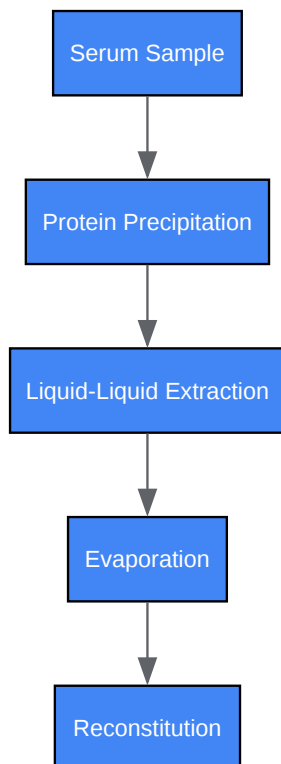 Serum Sample
Protein Precipitation
Liquid-Liquid Extraction
Evaporation
Reconstitution